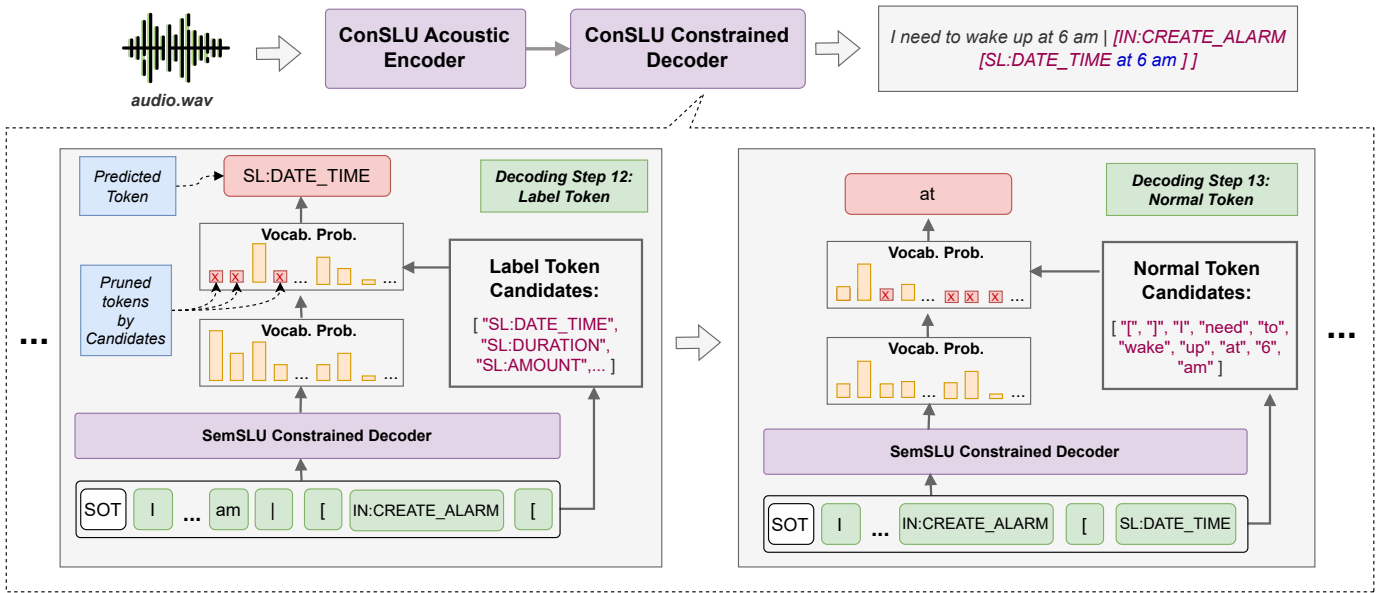 audio.wav
ConSLU Acoustic
Encoder
ConSLU Constrained
Decoder
I need to wake up at 6 am | [IN:CREATE_ALARM
[SL:DATE_TIME at 6 am ] ]
Predicted
Token
SL:DATE_TIME
Decoding Step 12:
Label Token
Vocab. Prob.
X X X ... ...
Pruned
tokens
by
Candidates
Label Token
Candidates:
[ "SL:DATE_TIME",
"SL:DURATION",
"SL:AMOUNT",... ]
Vocab. Prob.
... ...
...
SemSLU Constrained Decoder
SOT I ... am | [ IN:CREATE_ALARM [
at
Decoding Step 13:
Normal Token
Vocab. Prob.
X ... X X X ...
Normal Token
Candidates:
[ "[", "]", "I", "need", "to",
"wake", "up", "at", "6",
"am" ]
Vocab. Prob.
... ...
...
SemSLU Constrained Decoder
SOT I ... IN:CREATE_ALARM [ SL:DATE_TIME